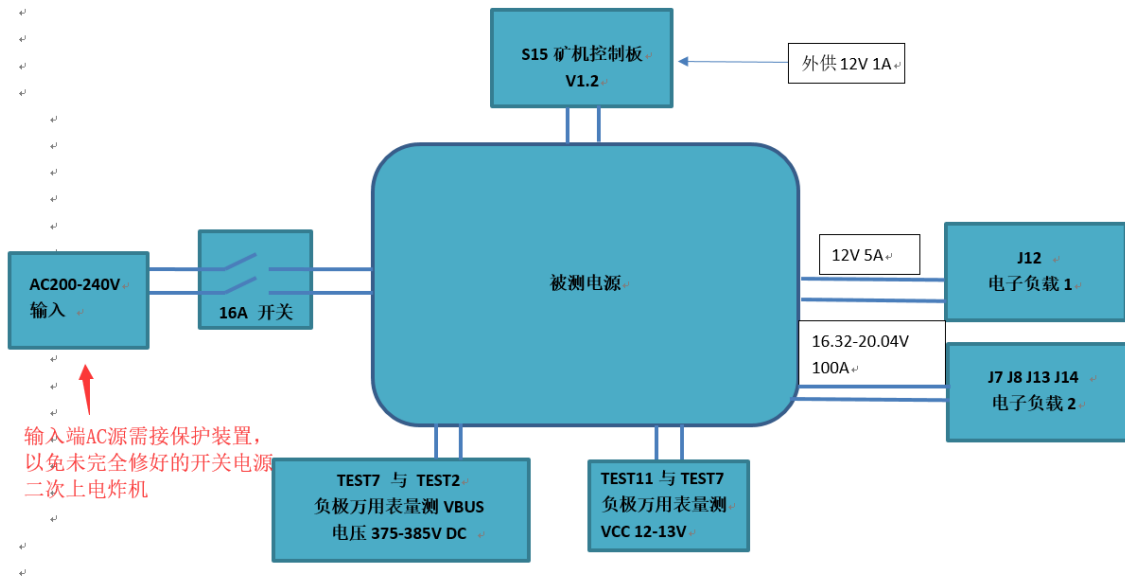 S15 矿机控制板
V1.2
外供 12V 1A
AC200-240V
输入
16A 开关
被测电源
12V 5A
J12
电子负载 1
16.32-20.04V
100A
J7 J8 J13 J14
电子负载 2
输入端AC源需接保护装置，
以免未完全修好的开关电源
二次上电炸机
TEST7 与 TEST2
负极万用表量测 VBUS
电压 375-385V DC
TEST11 与 TEST7
负极万用表量测
VCC 12-13V